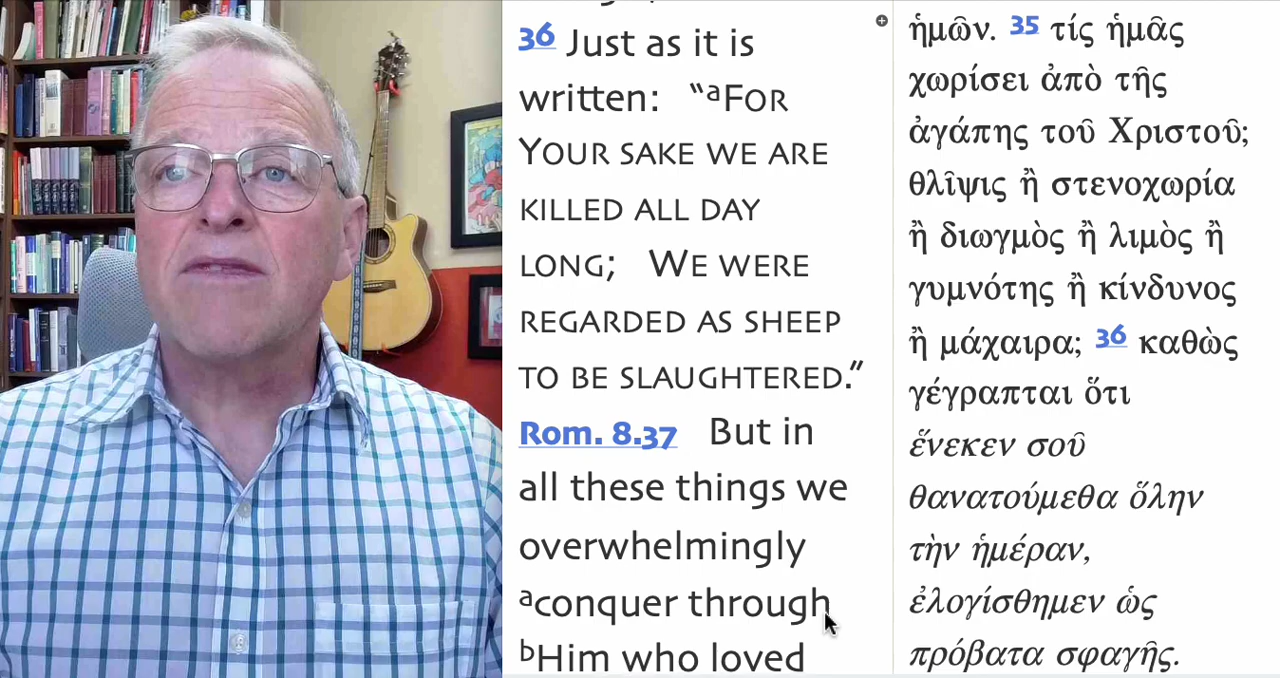 36 Just as it is
written: “aFOR
YOUR SAKE WE ARE
KILLED ALL DAY
LONG; WE WERE
REGARDED AS SHEEP
TO BE SLAUGHTERED.”
Rom. 8.37 But in
all these things we
overwhelmingly
aconquer through
bHim who loved
ἡμῶν. 35 τίς ἡμᾶς
χωρίσει ἀπὸ τῆς
ἀγάπης τοῦ Χριστοῦ;
θλῖψις ἢ στενοχωρία
ἢ διωγμὸς ἢ λιμὸς ἢ
γυμνότης ἢ κίνδυνος
ἢ μάχαιρα; 36 καθὼς
γέγραπται ὅτι
ἕνεκεν σοῦ
θανατούμεθα ὅλην
τὴν ἡμέραν,
ἐλογίσθημεν ὡς
πρόβατα σφαγῆς.